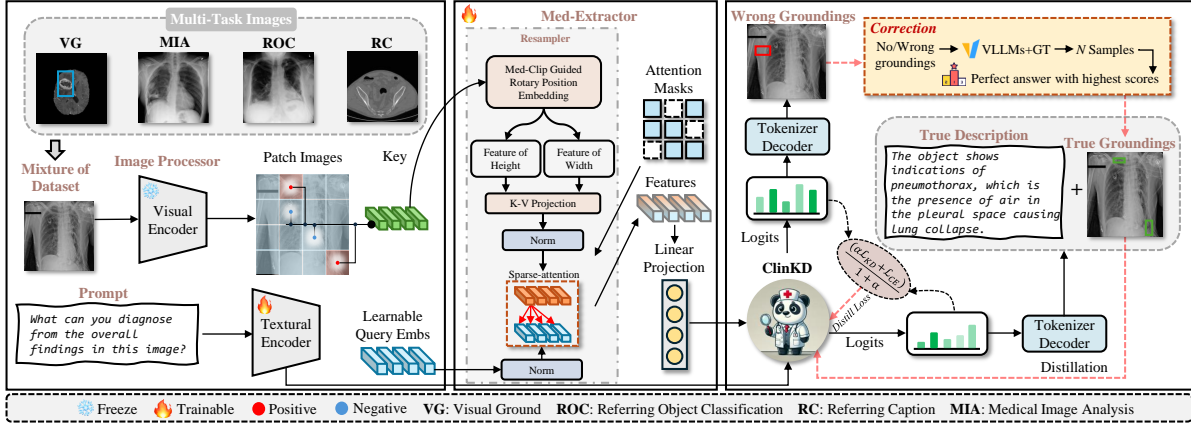 Multi-Task Images
VG
MIA
ROC
RC
Mixture of
Dataset
Image Processor
Visual
Encoder
Patch Images
Key
Prompt
What can you diagnose
from the overall
findings in this image?
Textural
Encoder
Learnable
Query Embs
Med-Extractor
Resampler
Med-Clip Guided
Rotary Position
Embedding
Feature of
Height
Feature of
Width
K-V Projection
Norm
Sparse-attention
Norm
Attention
Masks
Features
Linear
Projection
Wrong Groundings
Tokenizer
Decoder
Logits
ClinKD
Correction
No/Wrong
groundings
VLLMs+GT
N Samples
Perfect answer with highest scores
True Description
The object shows
indications of
pneumothorax, which is
the presence of air in
the pleural space causing
lung collapse.
+
True Groundings
(αL_KD+L_CE)
1 + α
Distill Loss
Logits
Tokenizer
Decoder
Distillation
Freeze
Trainable
Positive
Negative
VG: Visual Ground
ROC: Referring Object Classification
RC: Referring Caption
MIA: Medical Image Analysis